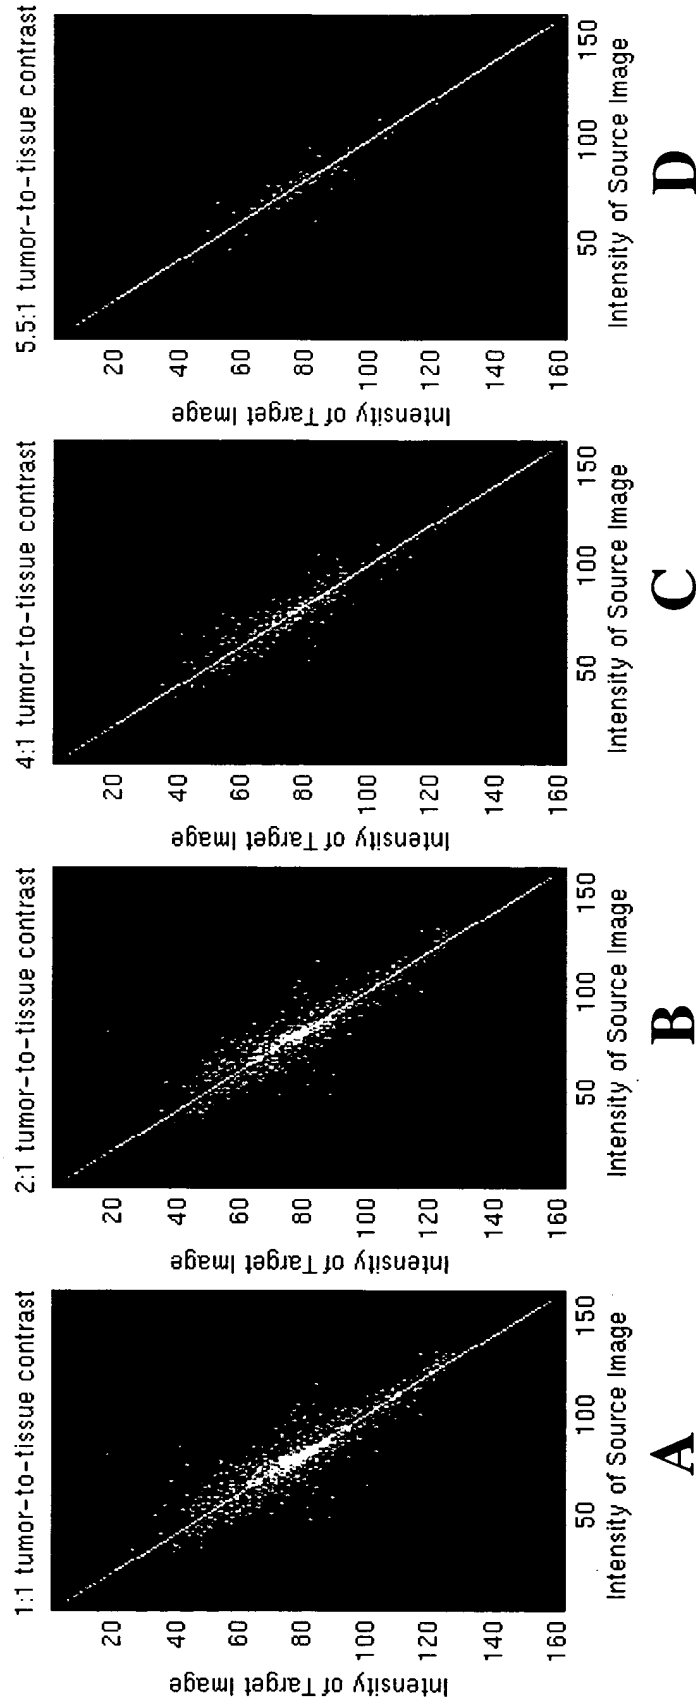 1:1 tumor-to-tissue contrast
Intensity of Target Image
20
40
60
80
100
120
140
160
50
100
150
Intensity of Source Image
A
2:1 tumor-to-tissue contrast
Intensity of Target Image
20
40
60
80
100
120
140
160
50
100
150
Intensity of Source Image
B
4:1 tumor-to-tissue contrast
Intensity of Target Image
20
40
60
80
100
120
140
160
50
100
150
Intensity of Source Image
C
5.5:1 tumor-to-tissue contrast
Intensity of Target Image
20
40
60
80
100
120
140
160
50
100
150
Intensity of Source Image
D